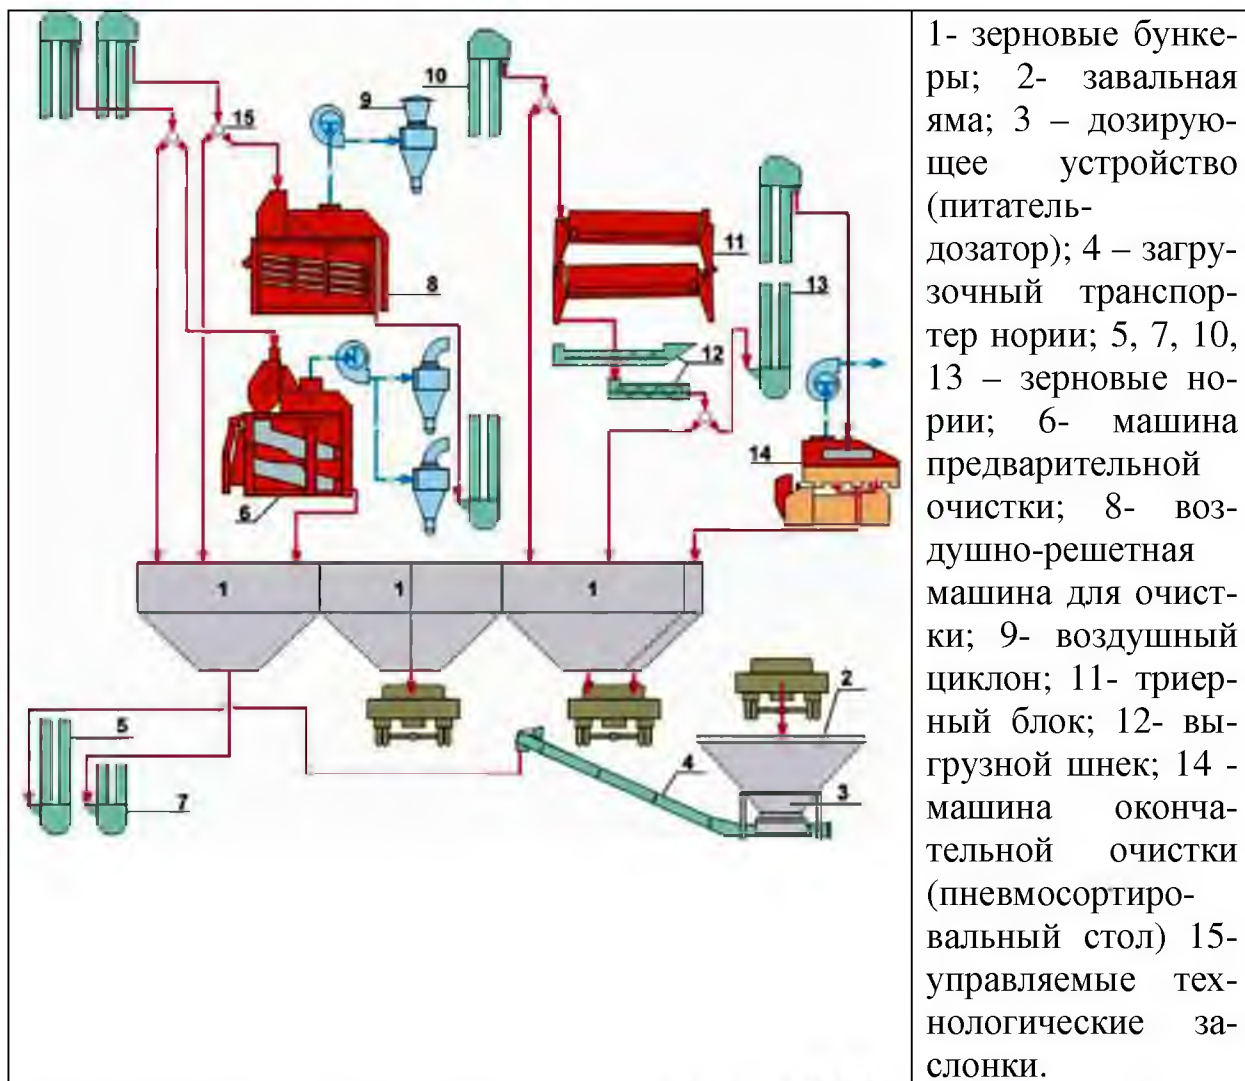 10
9
15
11
8
13
12
14
6
1
1
1
2
5
4
3
7
1- зерновые бунке-
ры; 2- завальная
яма; 3 – дозирую-
щее устройство
(питатель-
дозатор); 4 – загру-
зочный транспор-
тер нории; 5, 7, 10,
13 – зерновые но-
рии; 6- машина
предварительной
очистки; 8- воз-
душно-решетная
машина для очист-
ки; 9- воздушный
циклон; 11- триер-
ный блок; 12- вы-
грузной шнек; 14 -
машина оконча-
тельной очистки
(пневмосортиро-
вальный стол) 15-
управляемые тех-
нологические за-
слонки.